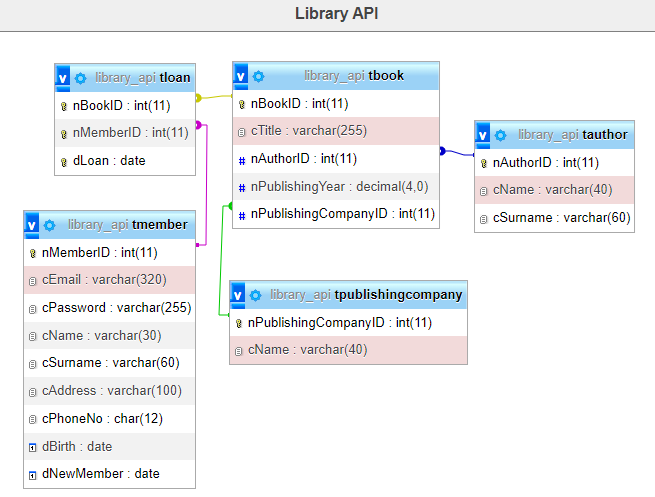 Library API
library_api tloan
nBookID : int(11)
nMemberID : int(11)
dLoan : date
library_api tbook
nBookID : int(11)
cTitle : varchar(255)
# nAuthorID : int(11)
# nPublishingYear : decimal(4,0)
# nPublishingCompanyID : int(11)
library_api tauthor
nAuthorID : int(11)
cName : varchar(40)
cSurname : varchar(60)
library_api tmember
nMemberID : int(11)
cEmail : varchar(320)
cPassword : varchar(255)
cName : varchar(30)
cSurname : varchar(60)
cAddress : varchar(100)
cPhoneNo : char(12)
dBirth : date
dNewMember : date
library_api tpublishingcompany
nPublishingCompanyID : int(11)
cName : varchar(40)